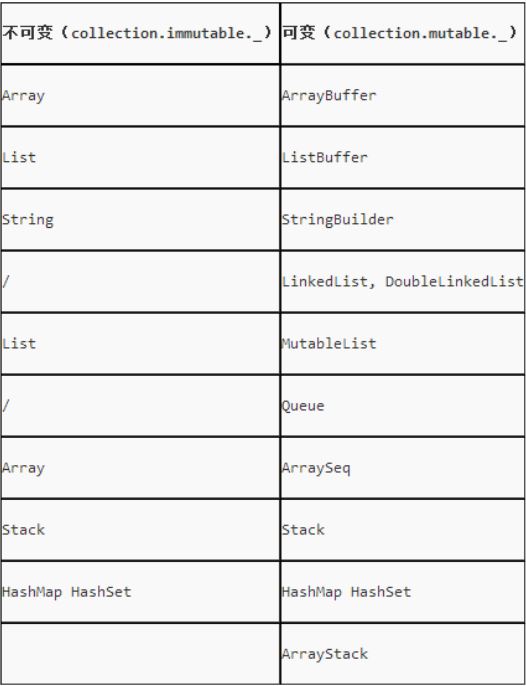 不可变（collection.immutable._） 可变（collection.mutable._）
Array ArrayBuffer
List ListBuffer
String StringBuilder
/ LinkedList, DoubleLinkedList
List MutableList
/ Queue
Array ArraySeq
Stack Stack
HashMap HashSet HashMap HashSet
ArrayStack